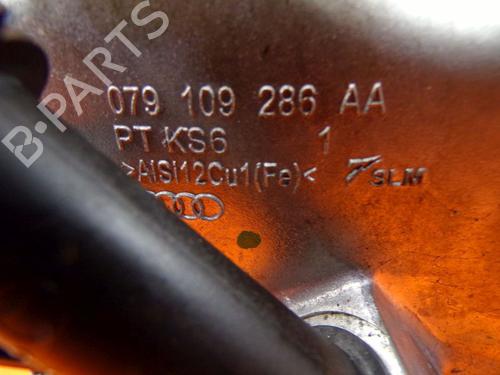 B-PARTS
079 109 286 AA
PT KS6 1
>AlSi12Cu1(Fe)< SLM